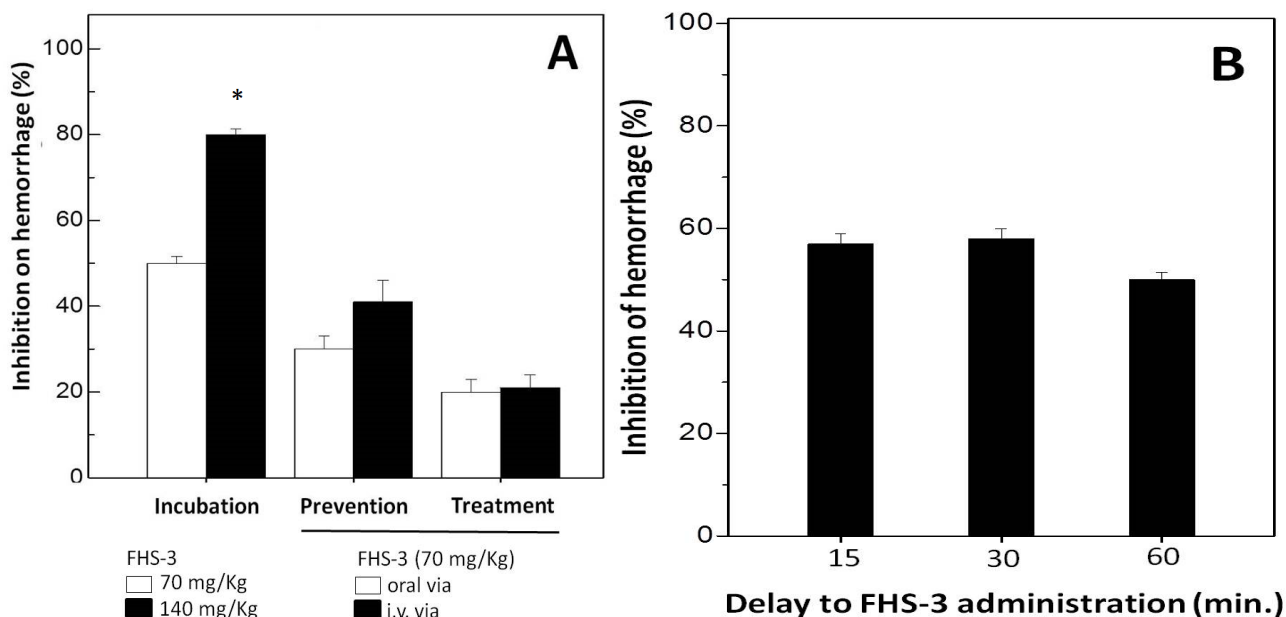 A
Inhibition on hemorrhage (%)
100
80
60
40
20
0
*
Incubation
Prevention
Treatment
FHS-3
70 mg/Kg
140 mg/Kg
FHS-3 (70 mg/Kg)
oral via
i.v. via
B
Inhibition of hemorrhage (%)
100
80
60
40
20
0
15
30
60
Delay to FHS-3 administration (min.)